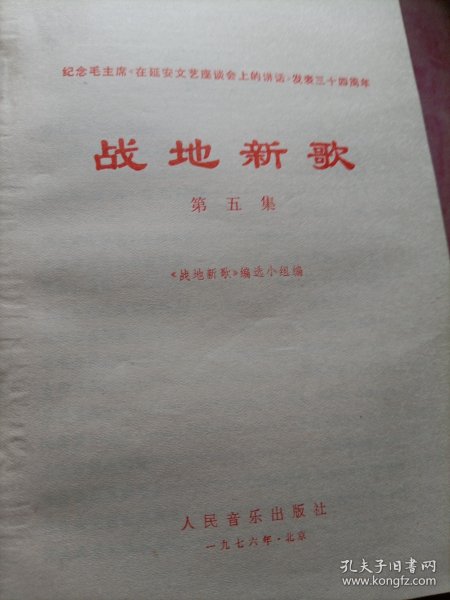 纪念毛主席《在延安文艺座谈会上的讲话》发表三十四周年
战地新歌
第五集
《战地新歌》编选小组编
人民音乐出版社
一九七六年·北京
孔夫子旧书网
www.kongfz.com